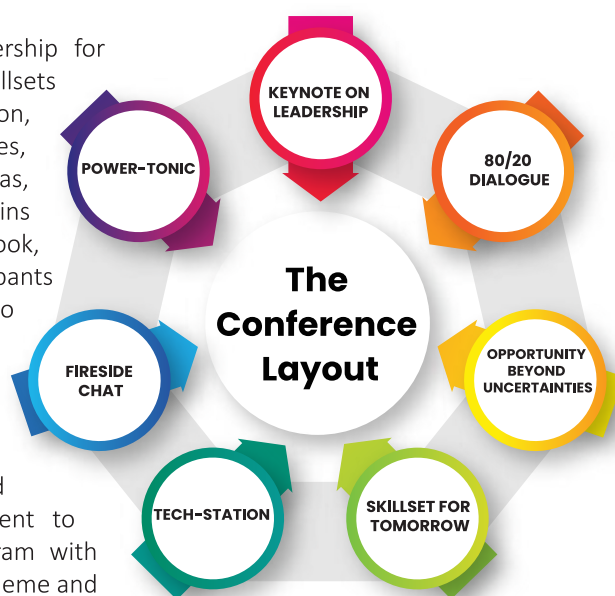 ership for
llsets
on,
es,
as,
ins
ook,
pants
o
d
ent to
ram with
eme and
KEYNOTE ON
LEADERSHIP
80/20
DIALOGUE
OPPORTUNITY
BEYOND
UNCERTAINTIES
SKILLSET FOR
TOMORROW
TECH-STATION
FIRESIDE
CHAT
POWER-TONIC
The
Conference
Layout